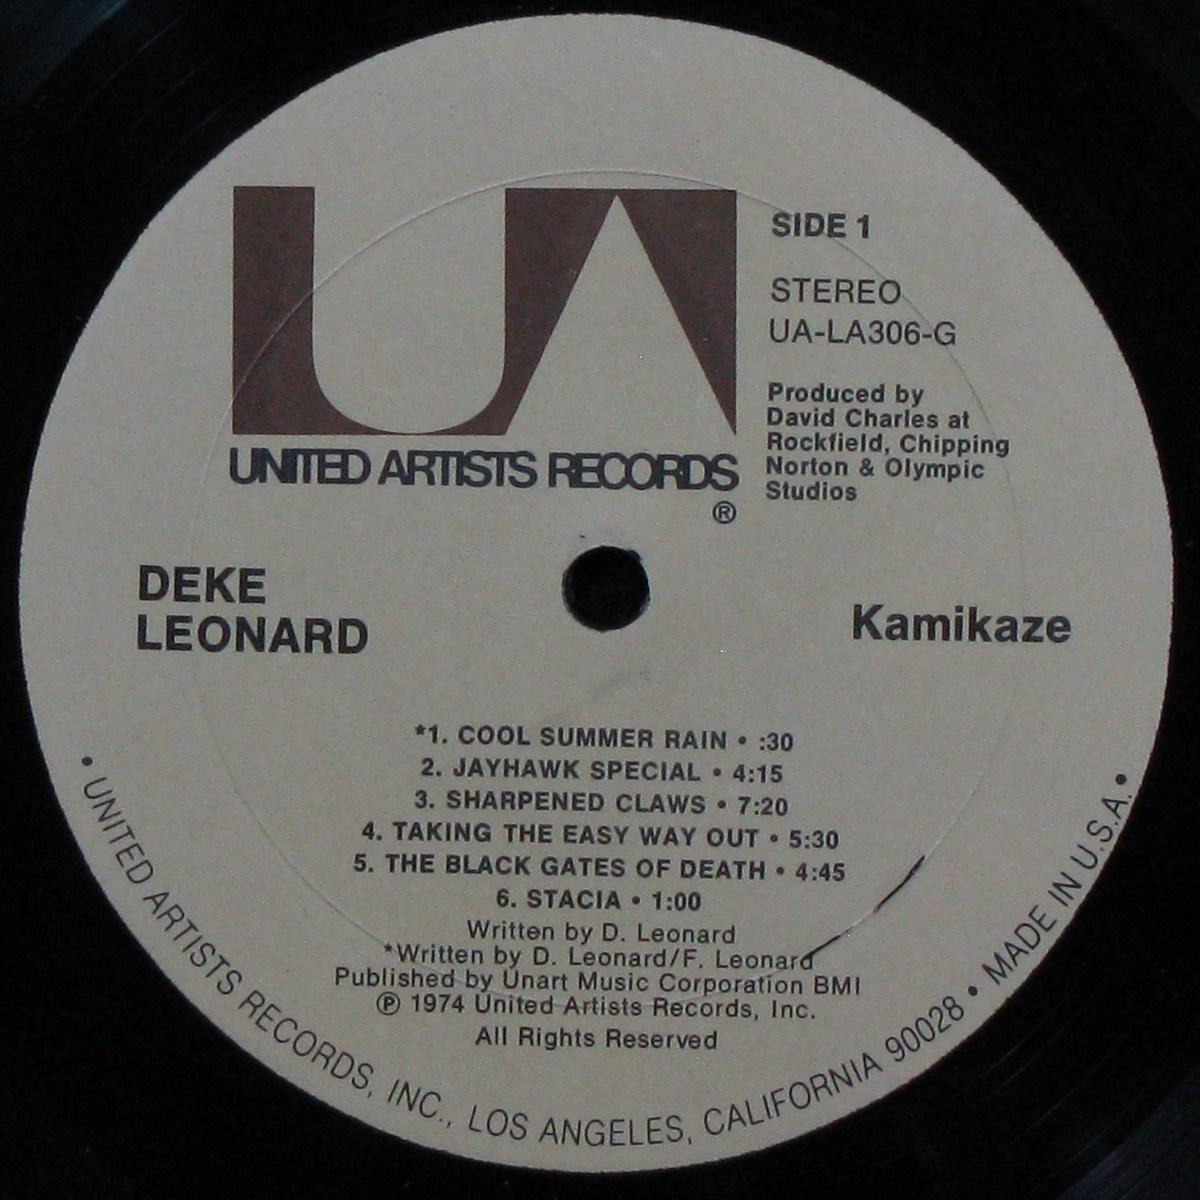 UA
UNITED ARTISTS RECORDS
®
SIDE 1
STEREO
UA-LA306-G
Produced by
David Charles at
Rockfield, Chipping
Norton & Olympic
Studios
DEKE
LEONARD
Kamikaze
*1. COOL SUMMER RAIN • :30
2. JAYHAWK SPECIAL • 4:15
3. SHARPENED CLAWS • 7:20
4. TAKING THE EASY WAY OUT • 5:30
5. THE BLACK GATES OF DEATH • 4:45
6. STACIA • 1:00
Written by D. Leonard
*Written by D. Leonard/F. Leonard
Published by Unart Music Corporation BMI
℗ 1974 United Artists Records, Inc.
All Rights Reserved
• UNITED ARTISTS RECORDS, INC., LOS ANGELES, CALIFORNIA 90028 • MADE IN U.S.A. •